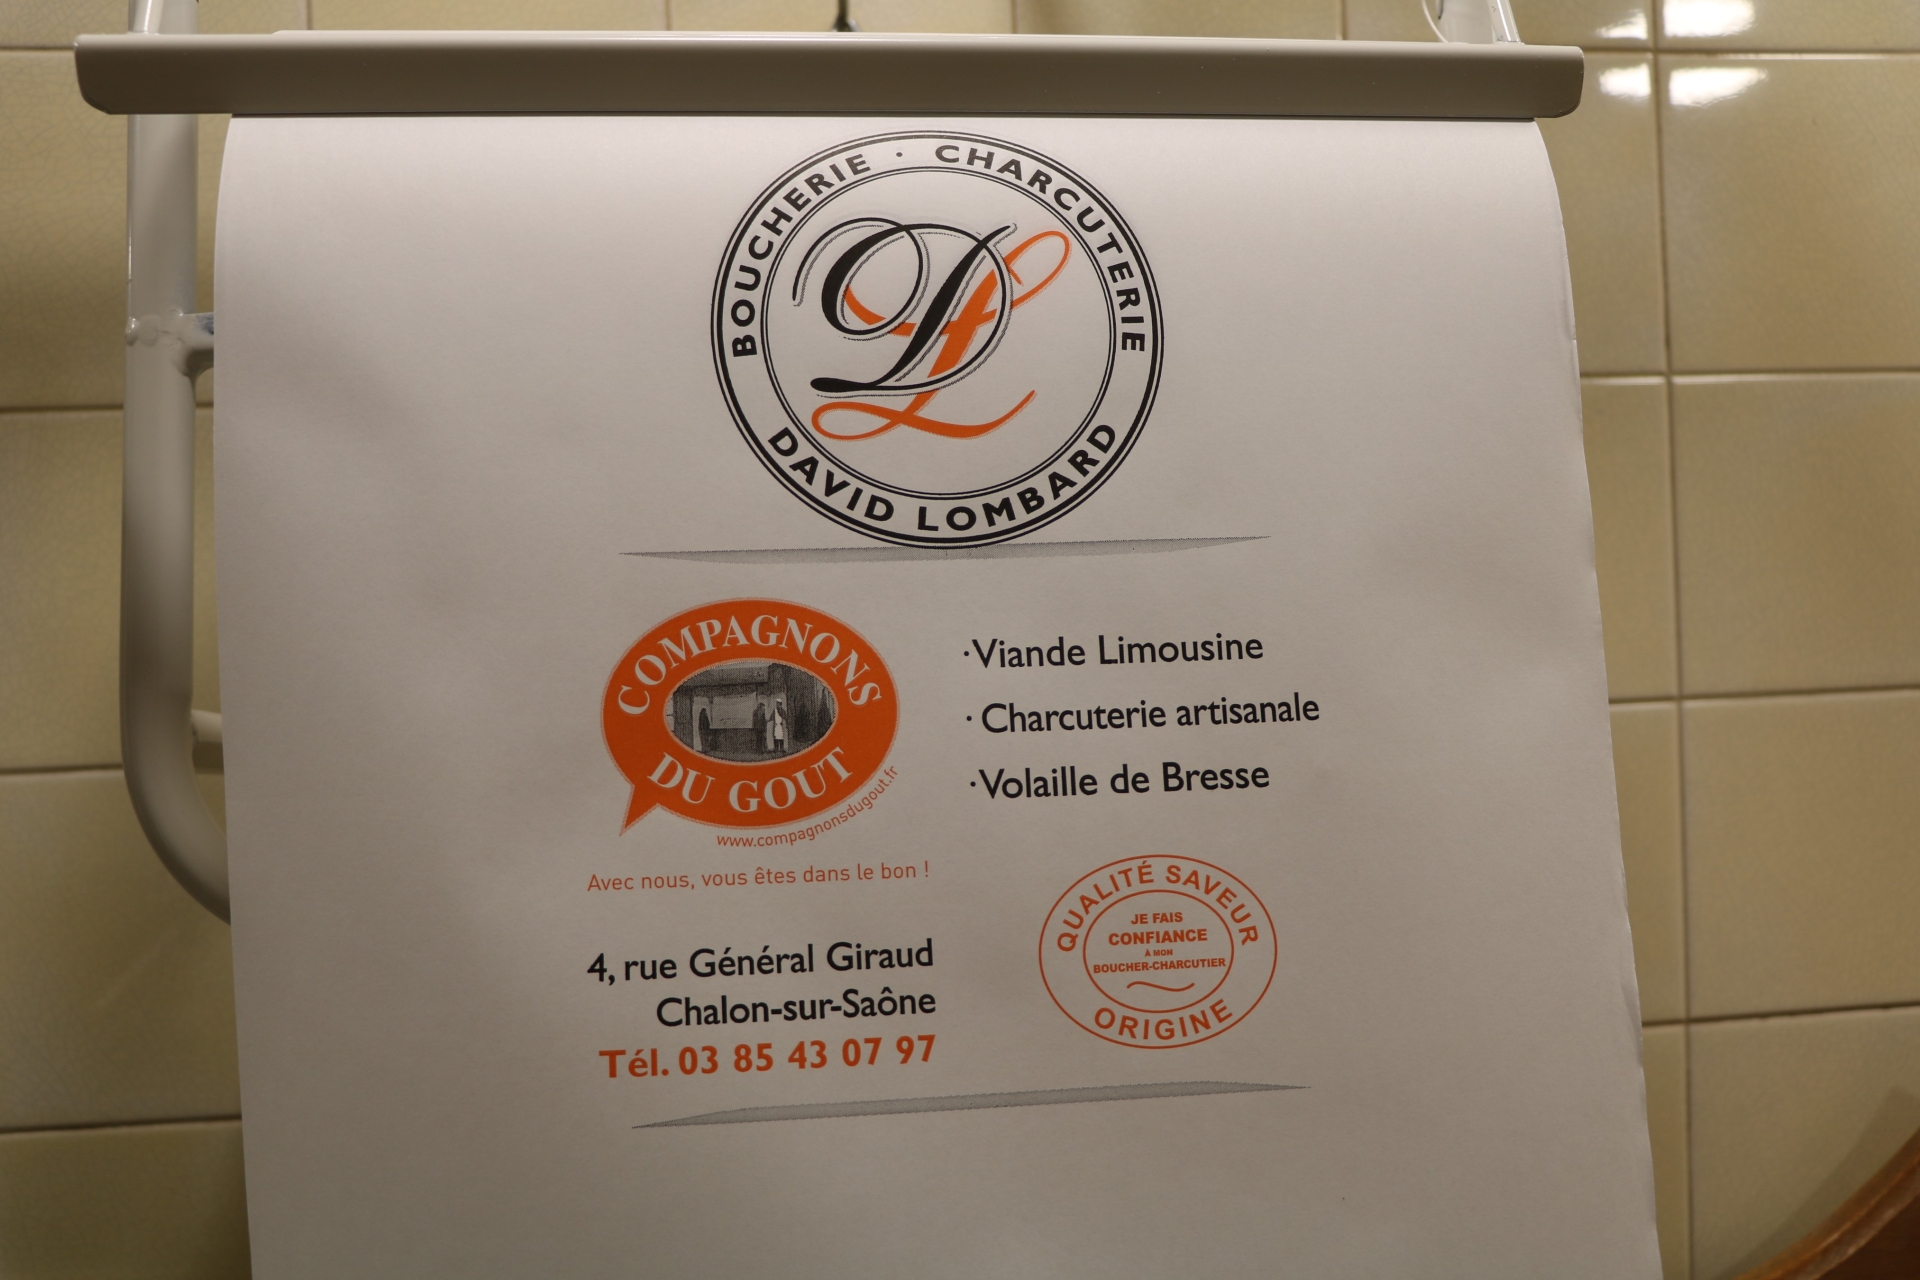 BOUCHERIE · CHARCUTERIE
DL
DAVID LOMBARD
COMPAGNONS
DU GOUT
www.compagnonsdugout.fr
Avec nous, vous êtes dans le bon !
·Viande Limousine
· Charcuterie artisanale
·Volaille de Bresse
4, rue Général Giraud
Chalon-sur-Saône
Tél. 03 85 43 07 97
QUALITÉ SAVEUR
JE FAIS
CONFIANCE
À MON
BOUCHER-CHARCUTIER
ORIGINE